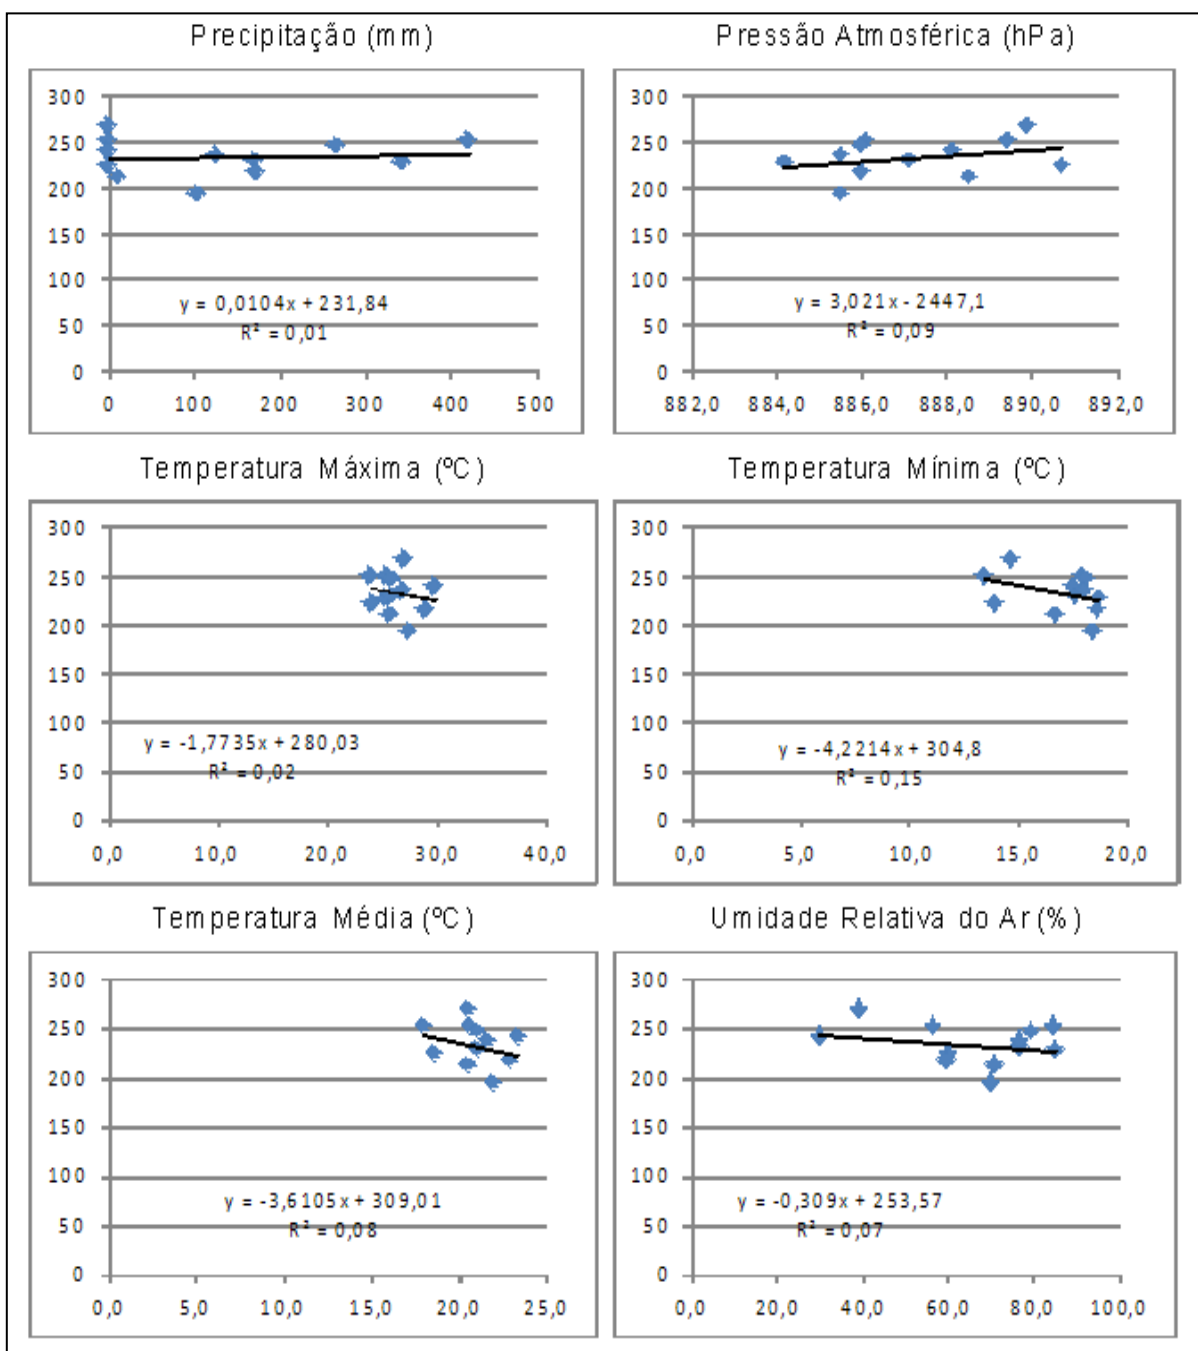 Precipitação (mm)
300
250
200
150
100
50
0
y = 0,0104x + 231,84
R² = 0,01
0 100 200 300 400 500
Pressão Atmosférica (hPa)
300
250
200
150
100
50
0
y = 3,021x - 2447,1
R² = 0,09
882,0 884,0 886,0 888,0 890,0 892,0
Temperatura Máxima (ºC)
300
250
200
150
100
50
0
y = -1,7735x + 280,03
R² = 0,02
0,0 10,0 20,0 30,0 40,0
Temperatura Mínima (ºC)
300
250
200
150
100
50
0
y = -4,2214x + 304,8
R² = 0,15
0,0 5,0 10,0 15,0 20,0
Temperatura Média (ºC)
300
250
200
150
100
50
0
y = -3,6105x + 309,01
R² = 0,08
0,0 5,0 10,0 15,0 20,0 25,0
Umidade Relativa do Ar (%)
300
250
200
150
100
50
0
y = -0,309x + 253,57
R² = 0,07
0,0 20,0 40,0 60,0 80,0 100,0